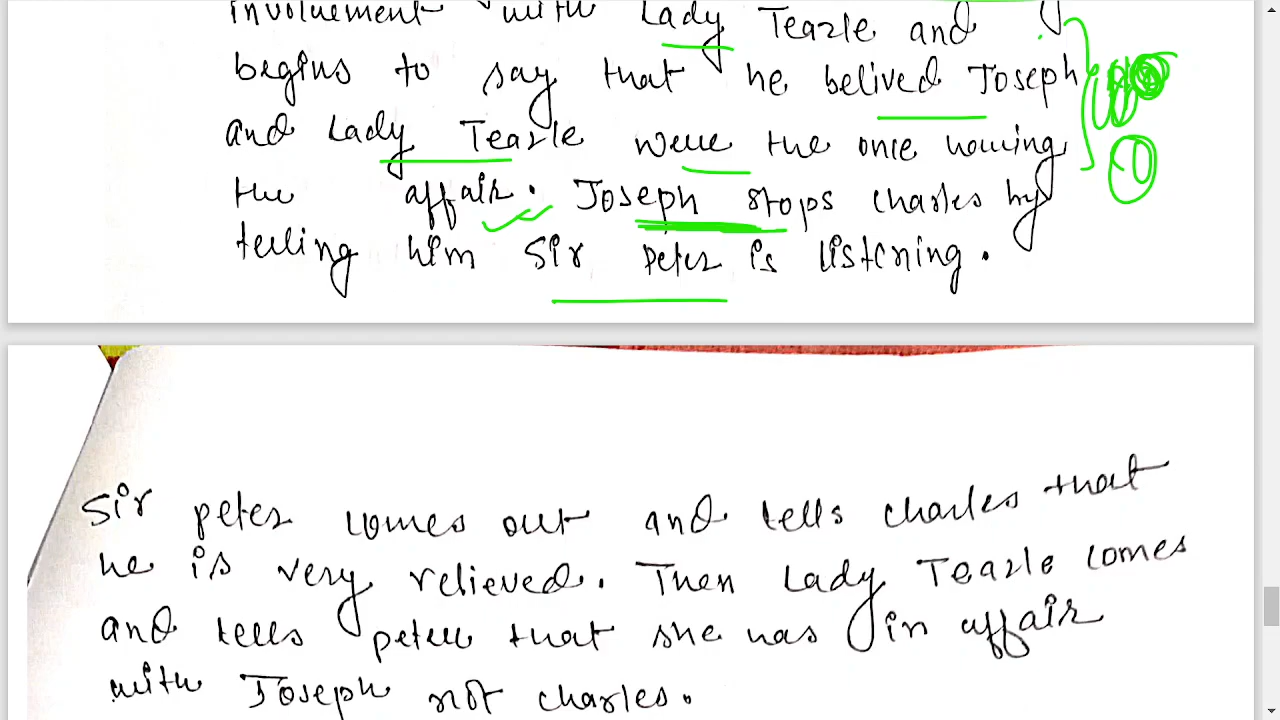 involvement with Lady Teazle and
begins to say that he belived Joseph
and Lady Teazle were the once having
the affair. Joseph stops charles by
telling him Sir Peter is listening.
Sir peter comes out and tells charles that
he is very relieved. Then Lady Teazle comes
and tells peter that she was in affair
with Joseph not charles.